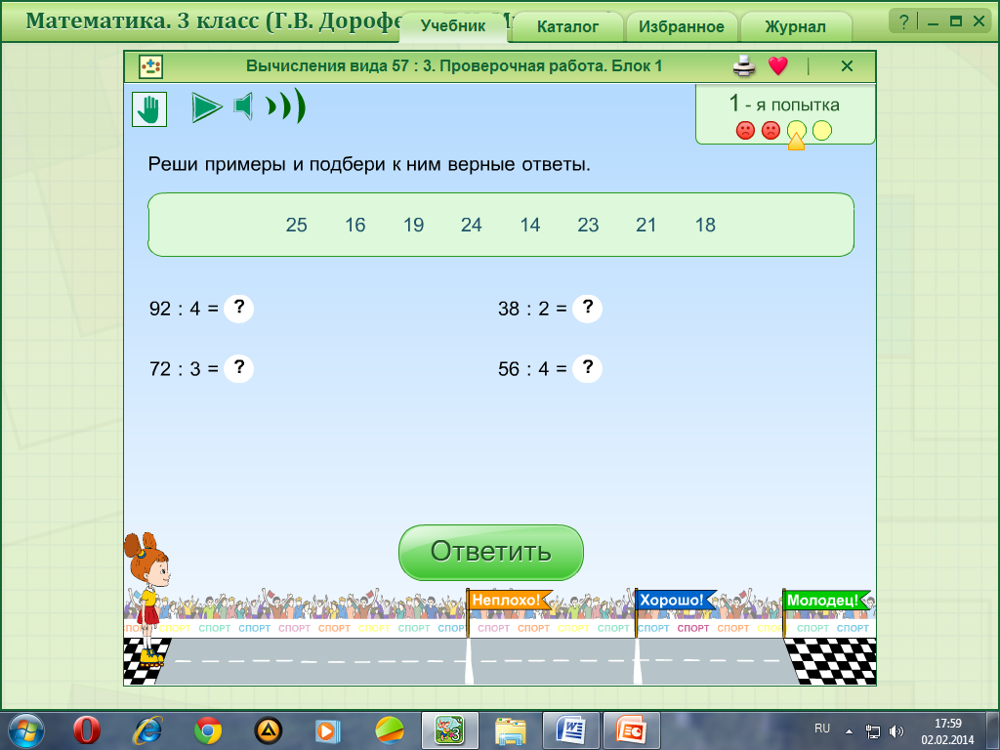 Математика. 3 класс (Г.В. Дорофе
Учебник
Каталог
Избранное
Журнал
?
Вычисления вида 57 : 3. Проверочная работа. Блок 1
1 - я попытка
Реши примеры и подбери к ним верные ответы.
25 16 19 24 14 23 21 18
92 : 4 = ?
38 : 2 = ?
72 : 3 = ?
56 : 4 = ?
Ответить
Неплохо!
Хорошо!
Молодец!
СПОРТ СПОРТ СПОРТ СПОРТ СПОРТ СПОРТ СПОРТ СПОРТ СПОРТ СПОРТ СПОРТ СПОРТ СПОРТ СПОРТ СПОРТ СПОРТ СПОРТ
RU
17:59
02.02.2014